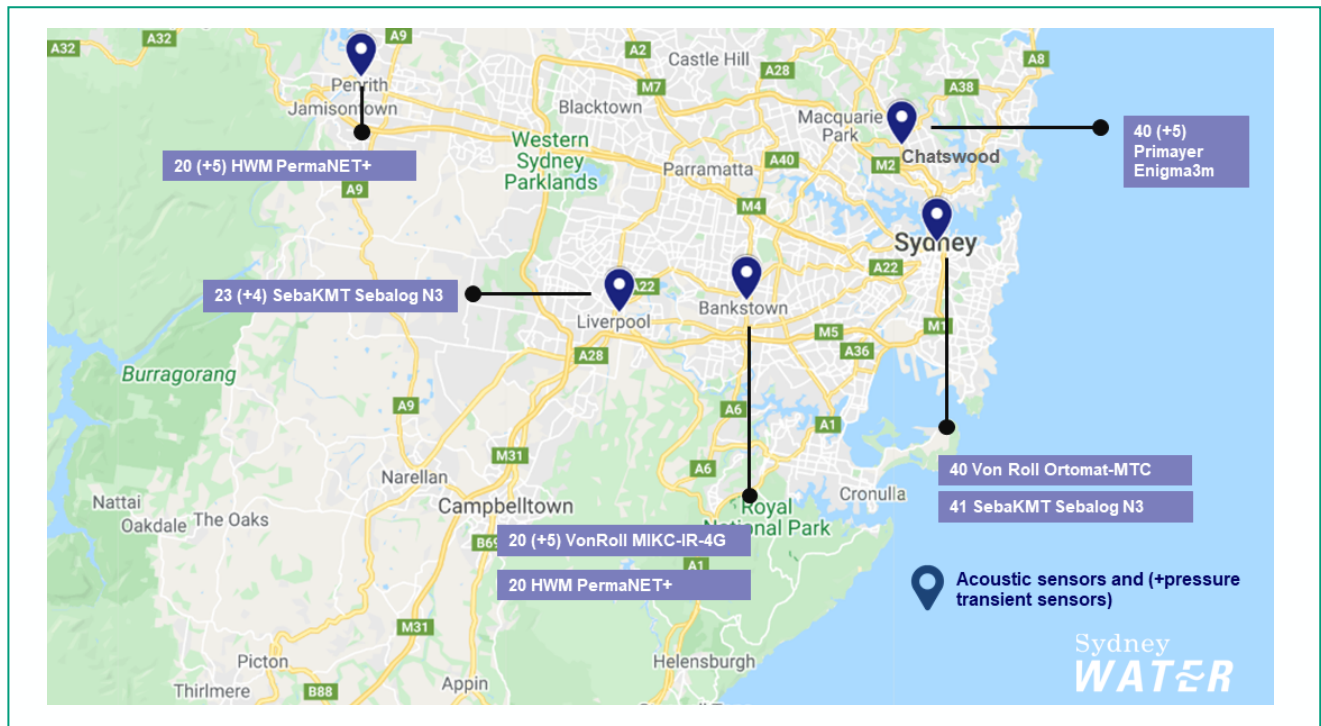 A32
A32
A9
Penrith
Jamisontown
A2
Castle Hill
A28
M7
Blacktown
A8
A38
Macquarie
Park
M2
Chatswood
40 (+5)
Primayer
Enigma3m
20 (+5) HWM PermaNET+
A9
Western
Sydney
Parklands
A40
Parramatta
M4
Sydney
A22
23 (+4) SebaKMT Sebalog N3
A22
Liverpool
Bankstown
M5
M1
A28
A36
Burragorang
A9
A6
A1
M31
A6
Narellan
Campbelltown
Cronulla
40 Von Roll Ortomat-MTC
41 SebaKMT Sebalog N3
Nattai
Oakdale
The Oaks
Royal
National Park
B69
20 (+5) VonRoll MIKC-IR-4G
A1
20 HWM PermaNET+
Acoustic sensors and (+pressure
transient sensors)
M31
Picton
Thirlmere
B88
Appin
Helensburgh
Sydney
WATER